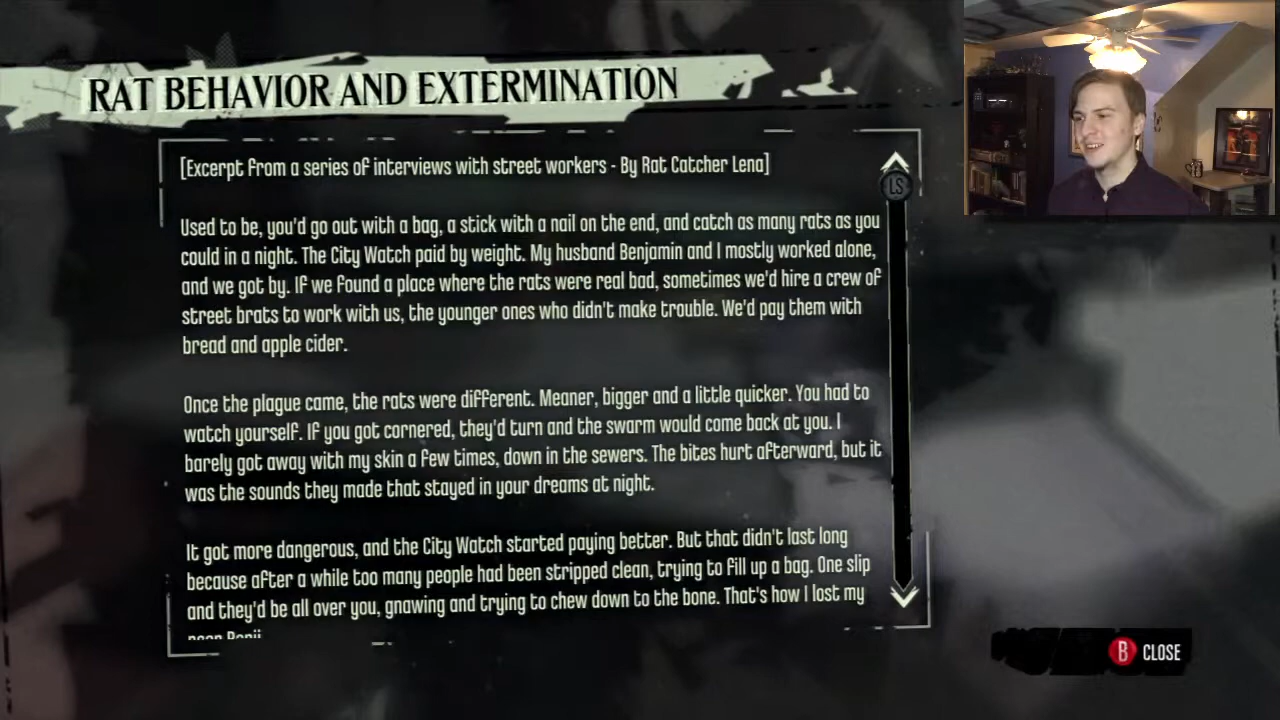 RAT BEHAVIOR AND EXTERMINATION
[Excerpt from a series of interviews with street workers - By Rat Catcher Lena]
LS
Used to be, you'd go out with a bag, a stick with a nail on the end, and catch as many rats as you
could in a night. The City Watch paid by weight. My husband Benjamin and I mostly worked alone,
and we got by. If we found a place where the rats were real bad, sometimes we'd hire a crew of
street brats to work with us, the younger ones who didn't make trouble. We'd pay them with
bread and apple cider.
Once the plague came, the rats were different. Meaner, bigger and a little quicker. You had to
watch yourself. If you got cornered, they'd turn and the swarm would come back at you. I
barely got away with my skin a few times, down in the sewers. The bites hurt afterward, but it
was the sounds they made that stayed in your dreams at night.
It got more dangerous, and the City Watch started paying better. But that didn't last long
because after a while too many people had been stripped clean, trying to fill up a bag. One slip
and they'd be all over you, gnawing and trying to chew down to the bone. That's how I lost my
B CLOSE